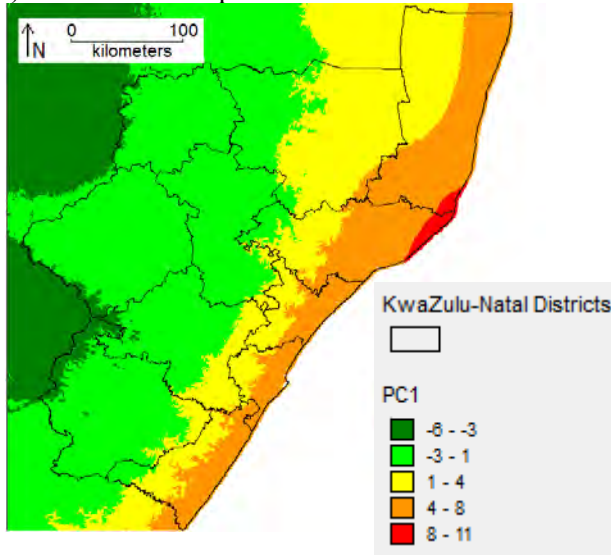 0 100
N kilometers
KwaZulu-Natal Districts
PC1
-6 - -3
-3 - 1
1 - 4
4 - 8
8 - 11